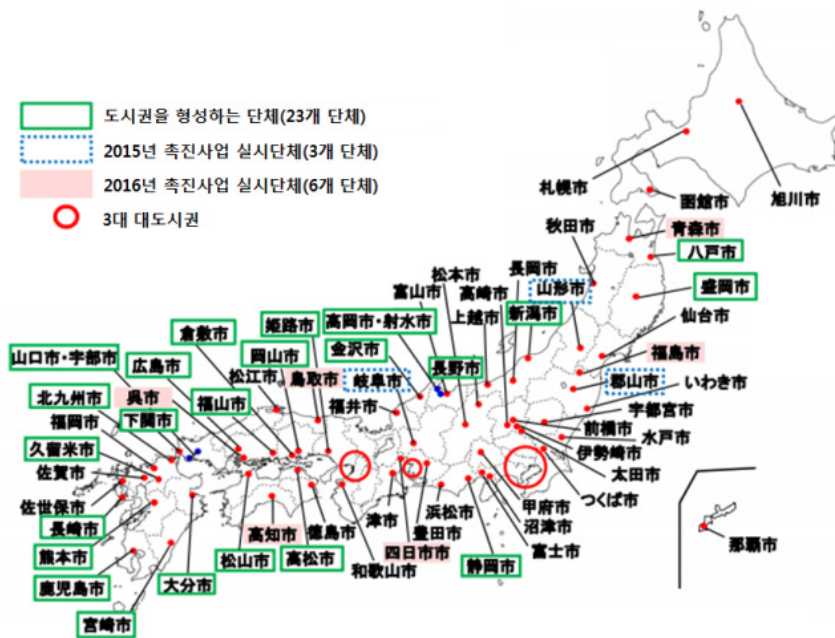 도시권을 형성하는 단체(23개 단체)
2015년 촉진사업 실시단체(3개 단체)
2016년 촉진사업 실시단체(6개 단체)
3대 대도시권
札幌市
函館市
旭川市
秋田市
青森市
八戸市
松本市
長岡市
富山市
高崎市
山形市
盛岡市
倉敷市
姫路市
高岡市・射水市
上越市
新潟市
仙台市
山口市・宇部市
広島市
岡山市
金沢市
長野市
福島市
北九州市
呉市
松江市
鳥取市
岐阜市
郡山市
いわき市
福岡市
下関市
福山市
福井市
宇都宮市
久留米市
前橋市
水戸市
佐賀市
伊勢崎市
太田市
佐世保市
津市
浜松市
甲府市
つくば市
長崎市
高知市
徳島市
豊田市
沼津市
熊本市
松山市
高松市
四日市市
富士市
那覇市
鹿児島市
大分市
和歌山市
静岡市
宮崎市